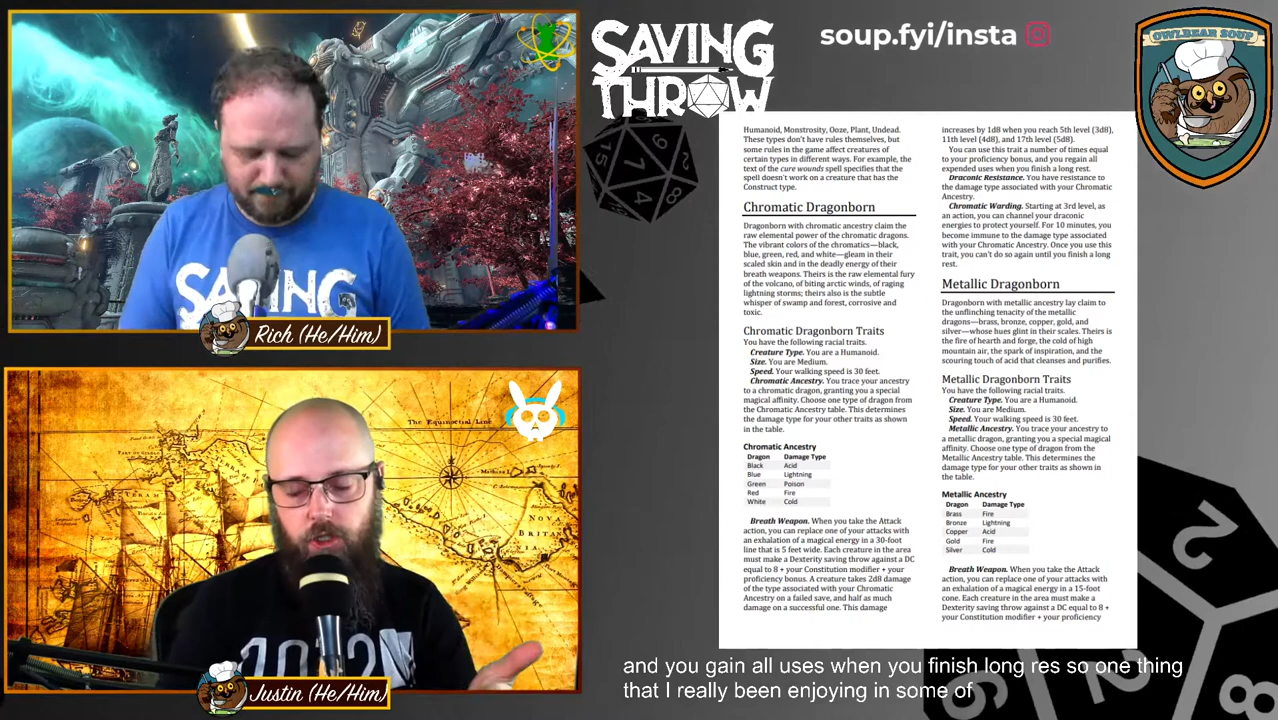 SAVING
THROW
soup.fyi/insta
OWLBEAR SOUP
Rich (He/Him)
SAVING
The Equinoctial Line
Justin (He/Him)
Humanoid, Monstrosity, Ooze, Plant, Undead.
These types don't have rules themselves, but
some rules in the game affect creatures of
certain types in different ways. For example, the
text of the cure wounds spell specifies that the
spell doesn't work on a creature that has the
Construct type.
Chromatic Dragonborn
Dragonborn with chromatic ancestry claim the
raw elemental power of the chromatic dragons.
The vibrant colors of the chromatics—black,
blue, green, red, and white—gleam in their
scaled skin and in the deadly energy of their
breath weapons. Theirs is the raw elemental fury
of the volcano, of biting arctic winds, of raging
lightning storms; theirs also is the subtle
whisper of swamp and forest, corrosive and
toxic.
Chromatic Dragonborn Traits
You have the following racial traits.
Creature Type. You are a Humanoid.
Size. You are Medium.
Speed. Your walking speed is 30 feet.
Chromatic Ancestry. You trace your ancestry
to a chromatic dragon, granting you a special
magical affinity. Choose one type of dragon from
the Chromatic Ancestry table. This determines
the damage type for your other traits as shown
in the table.
Chromatic Ancestry
Dragon Damage Type
Black Acid
Blue Lightning
Green Poison
Red Fire
White Cold
Breath Weapon. When you take the Attack
action, you can replace one of your attacks with
an exhalation of a magical energy in a 30-foot
line that is 5 feet wide. Each creature in the area
must make a Dexterity saving throw against a DC
equal to 8 + your Constitution modifier + your
proficiency bonus. A creature takes 2d8 damage
of the type associated with your Chromatic
Ancestry on a failed save, and half as much
damage on a successful one. This damage
increases by 1d8 when you reach 5th level (3d8),
11th level (4d8), and 17th level (5d8).
You can use this trait a number of times equal
to your proficiency bonus, and you regain all
expended uses when you finish a long rest.
Draconic Resistance. You have resistance to
the damage type associated with your Chromatic
Ancestry.
Chromatic Warding. Starting at 3rd level, as
an action, you can channel your draconic
energies to protect yourself. For 10 minutes, you
become immune to the damage type associated
with your Chromatic Ancestry. Once you use this
trait, you can't do so again until you finish a long
rest.
Metallic Dragonborn
Dragonborn with metallic ancestry lay claim to
the unflinching tenacity of the metallic
dragons—brass, bronze, copper, gold, and
silver—whose hues glint in their scales. Theirs is
the fire of hearth and forge, the cold of high
mountain air, the spark of inspiration, and the
scouring touch of acid that cleanses and purifies.
Metallic Dragonborn Traits
You have the following racial traits.
Creature Type. You are a Humanoid.
Size. You are Medium.
Speed. Your walking speed is 30 feet.
Metallic Ancestry. You trace your ancestry to
a metallic dragon, granting you a special magical
affinity. Choose one type of dragon from the
Metallic Ancestry table. This determines the
damage type for your other traits as shown in
the table.
Metallic Ancestry
Dragon Damage Type
Brass Fire
Bronze Lightning
Copper Acid
Gold Fire
Silver Cold
Breath Weapon. When you take the Attack
action, you can replace one of your attacks with
an exhalation of a magical energy in a 15-foot
cone. Each creature in the area must make a
Dexterity saving throw against a DC equal to 8 +
your Constitution modifier + your proficiency
and you gain all uses when you finish long res so one thing
that I really been enjoying in some of